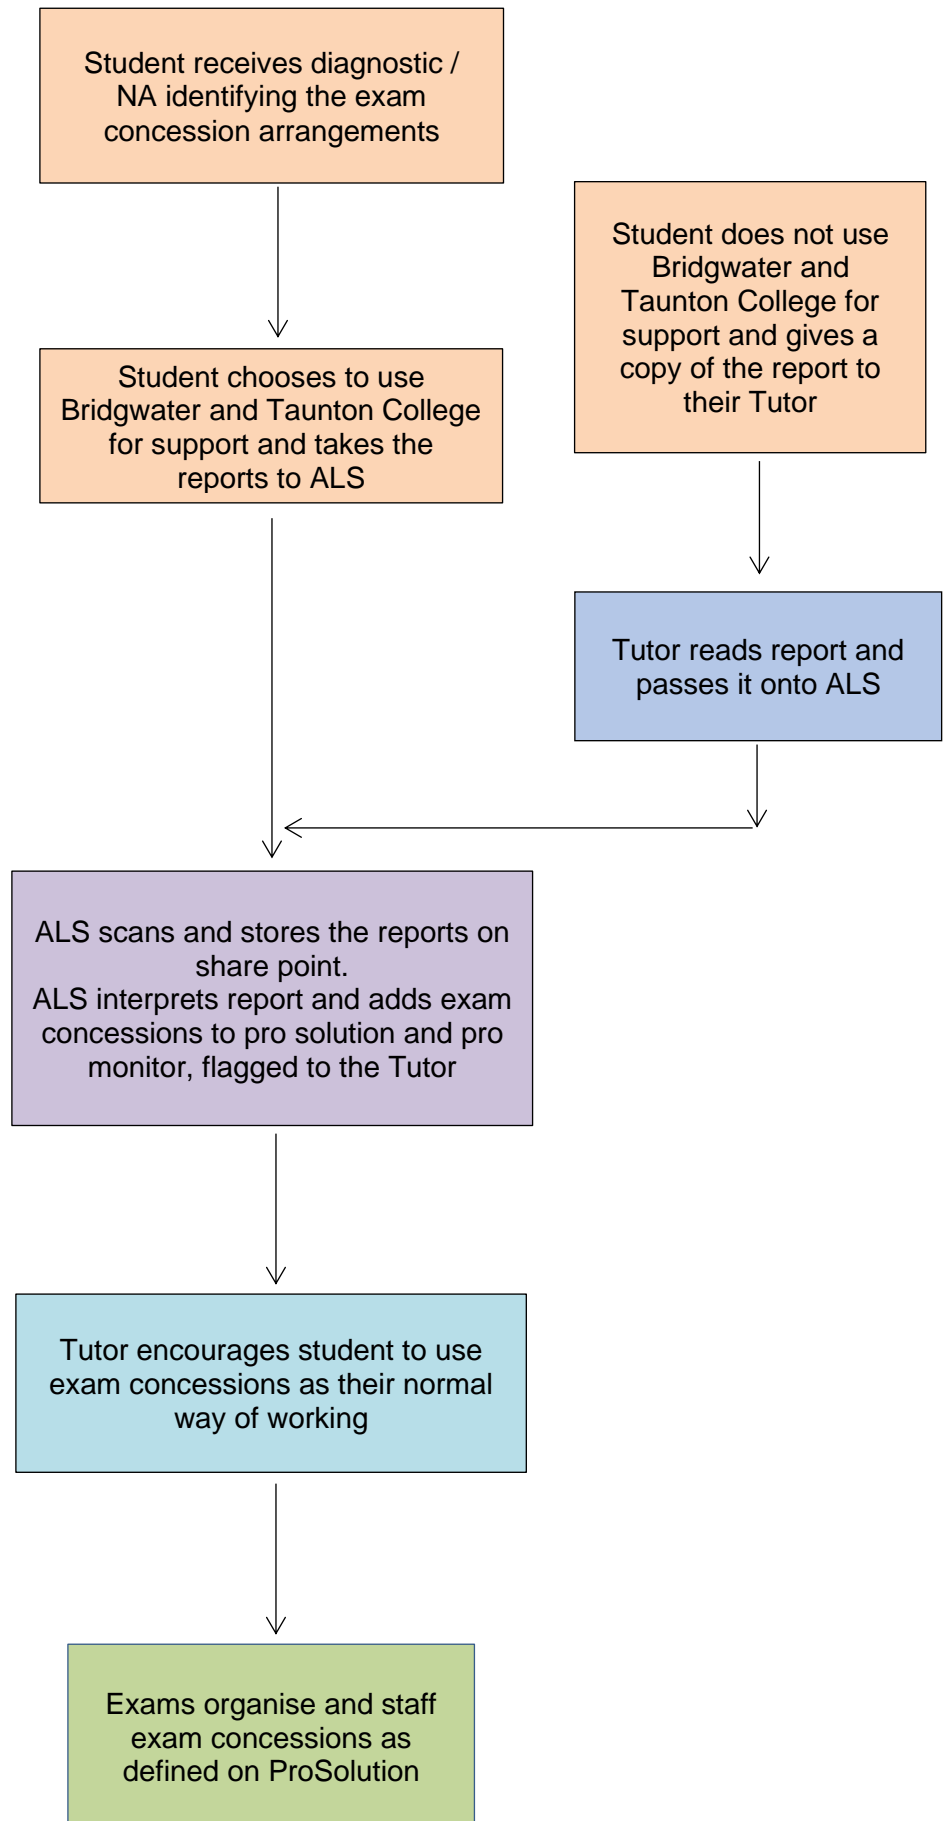 Student receives diagnostic /
NA identifying the exam
concession arrangements
Student does not use
Bridgwater and
Taunton College for
support and gives a
copy of the report to
their Tutor
Student chooses to use
Bridgwater and Taunton College
for support and takes the
reports to ALS
Tutor reads report and
passes it onto ALS
ALS scans and stores the reports on
share point.
ALS interprets report and adds exam
concessions to pro solution and pro
monitor, flagged to the Tutor
Tutor encourages student to use
exam concessions as their normal
way of working
Exams organise and staff
exam concessions as
defined on ProSolution